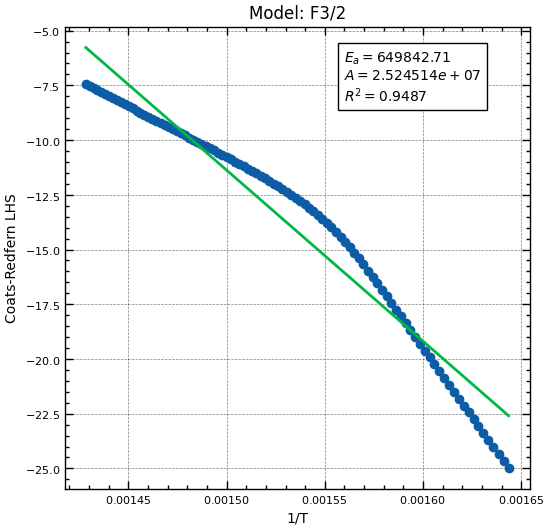 Model: F3/2
−5.0
−7.5
−10.0
−12.5
−15.0
−17.5
−20.0
−22.5
−25.0
Coats-Redfern LHS
Eₐ = 649842.71
A = 2.524514e + 07
R² = 0.9487
0.00145 0.00150 0.00155 0.00160 0.00165
1/T